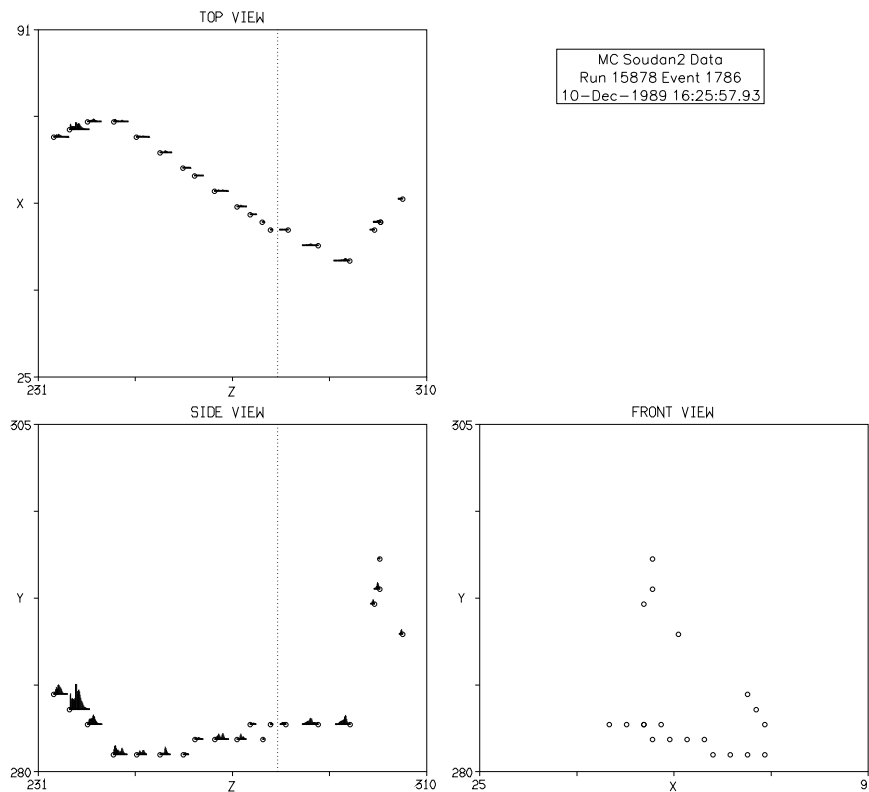 TOP VIEW
91
X
25
231
Z
310
MC Soudan2 Data
Run 15878 Event 1786
10-Dec-1989 16:25:57.93
SIDE VIEW
305
Y
280
231
Z
310
FRONT VIEW
305
Y
280
25
X
9